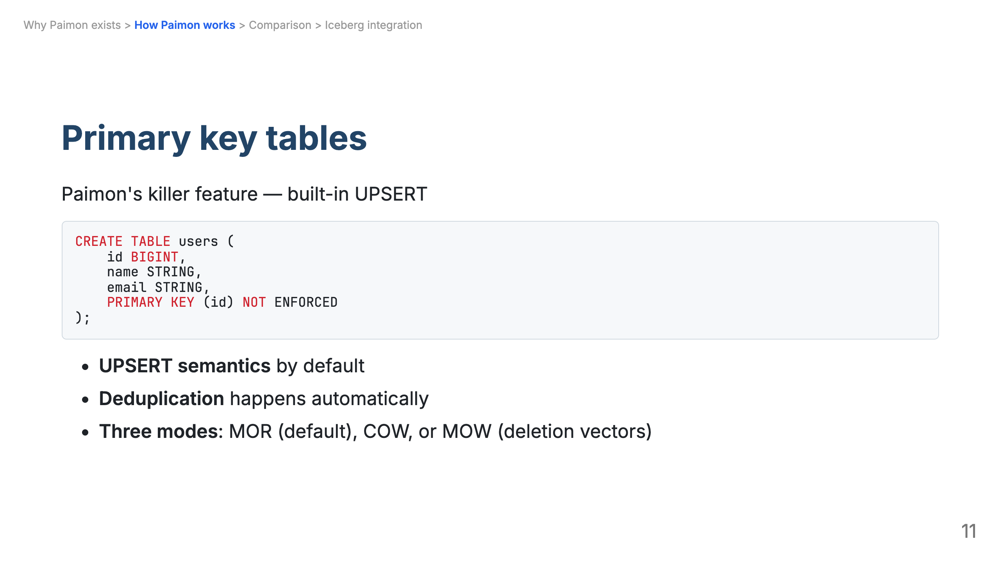 Why Paimon exists > How Paimon works > Comparison > Iceberg integration
Primary key tables
Paimon's killer feature — built-in UPSERT
CREATE TABLE users (
    id BIGINT,
    name STRING,
    email STRING,
    PRIMARY KEY (id) NOT ENFORCED
);
• UPSERT semantics by default
• Deduplication happens automatically
• Three modes: MOR (default), COW, or MOW (deletion vectors)
11